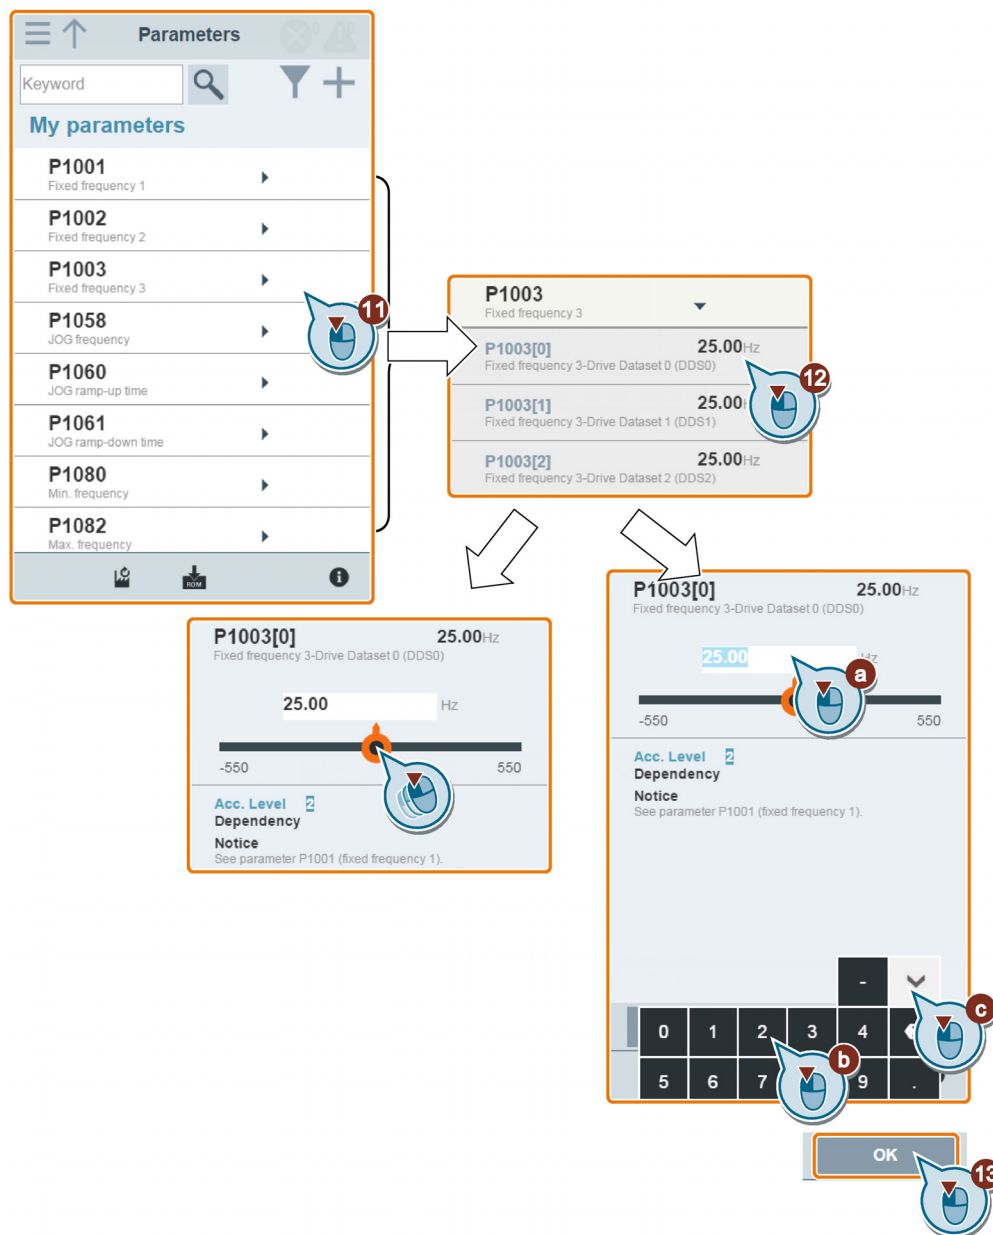 Parameters
Keyword
My parameters
P1001
Fixed frequency 1
P1002
Fixed frequency 2
P1003
Fixed frequency 3
P1058
JOG frequency
P1060
JOG ramp-up time
P1061
JOG ramp-down time
P1080
Min. frequency
P1082
Max. frequency
ROM
11
P1003
Fixed frequency 3
P1003[0] 25.00Hz
Fixed frequency 3-Drive Dataset 0 (DDS0)
12
P1003[1] 25.00
Fixed frequency 3-Drive Dataset 1 (DDS1)
P1003[2] 25.00Hz
Fixed frequency 3-Drive Dataset 2 (DDS2)
P1003[0] 25.00Hz
Fixed frequency 3-Drive Dataset 0 (DDS0)
25.00 Hz
-550 550
Acc. Level 2
Dependency
Notice
See parameter P1001 (fixed frequency 1).
P1003[0] 25.00Hz
Fixed frequency 3-Drive Dataset 0 (DDS0)
25.00 Hz
a
-550 550
Acc. Level 2
Dependency
Notice
See parameter P1001 (fixed frequency 1).
-
c
0 1 2 3 4
b
5 6 7 9 .
OK
13